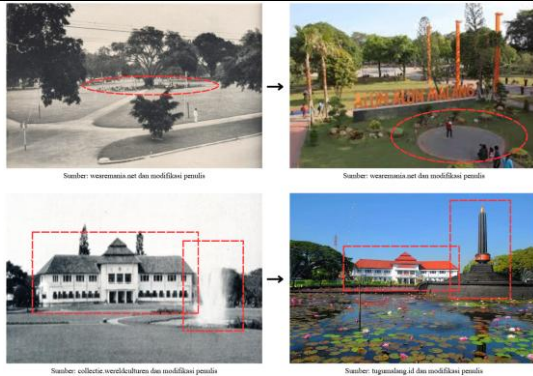 Sumber: wearemania.net dan modifikasi penulis
Sumber: wearemania.net dan modifikasi penulis
Sumber: collectie.wereldculturen dan modifikasi penulis
Sumber: tugumalang.id dan modifikasi penulis